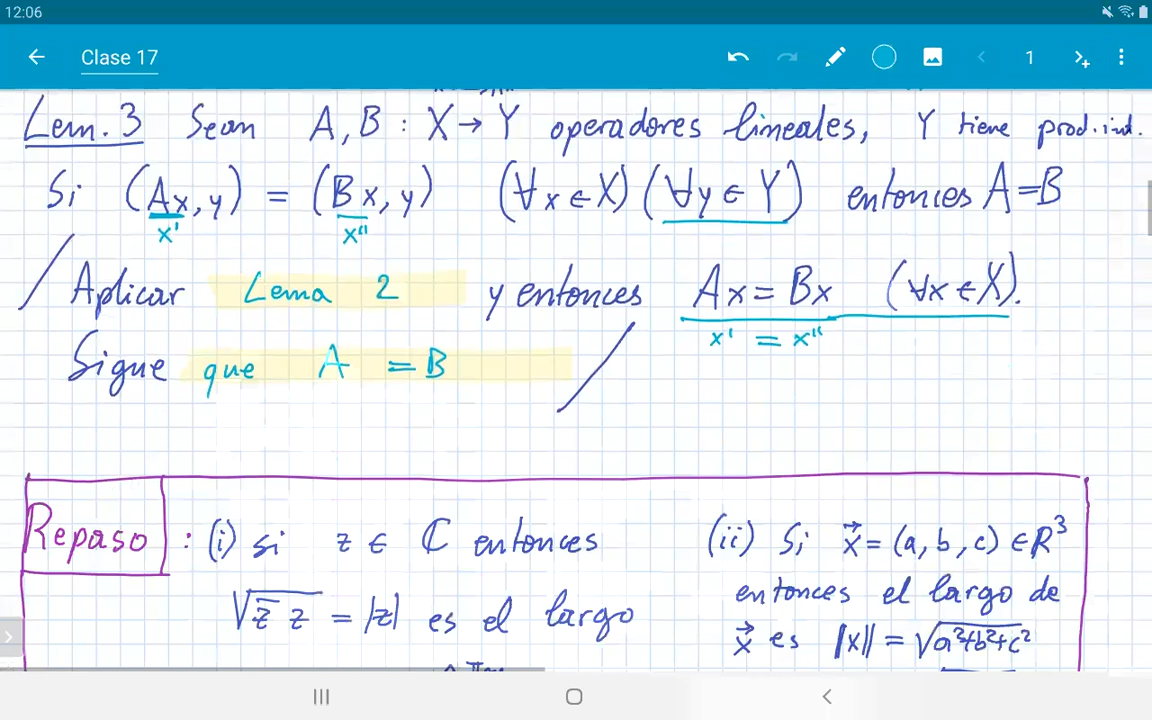 12:06
Clase 17
1
Lem. 3 Sean A, B : X → Y operadores lineales, Y tiene prod. int.
Si (Ax, y) = (Bx, y) (∀x ∈ X) (∀y ∈ Y) entonces A = B
x' x"
Aplicar Lema 2 y entonces Ax = Bx (∀x ∈ X).
x' = x"
Sigue que A = B
Repaso : (i) si z ∈ ℂ entonces
√z̅ z = |z| es el largo
(ii) Si x⃗ = (a, b, c) ∈ R³
entonces el largo de
x⃗ es ||x|| = √a²+b²+c²